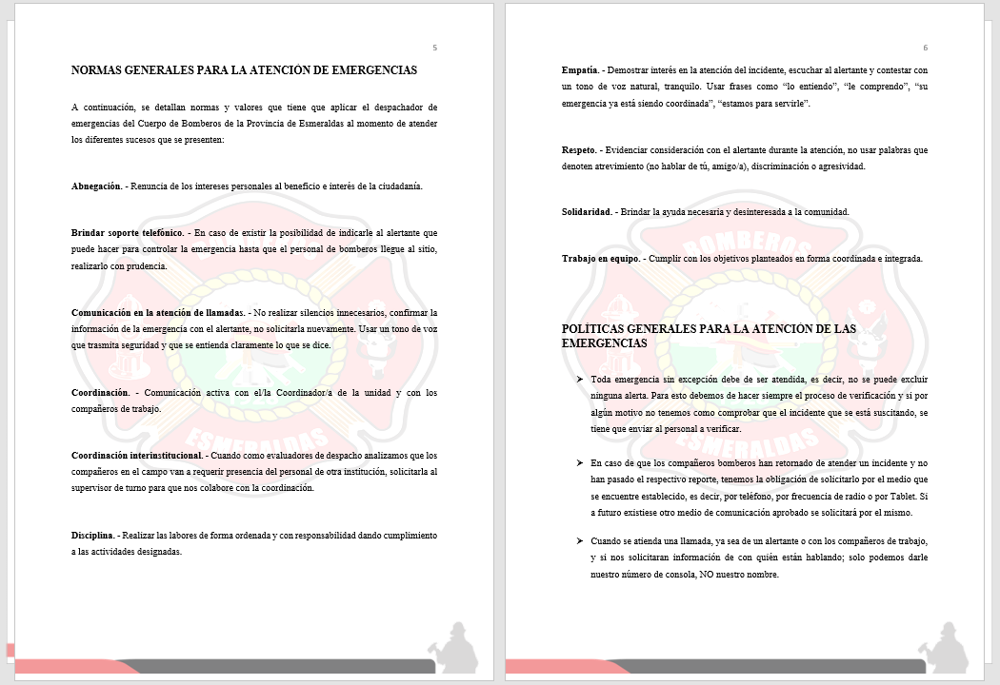 5
NORMAS GENERALES PARA LA ATENCIÓN DE EMERGENCIAS
A continuación, se detallan normas y valores que tiene que aplicar el despachador de
emergencias del Cuerpo de Bomberos de la Provincia de Esmeraldas al momento de atender
los diferentes sucesos que se presenten:
Abnegación. - Renuncia de los intereses personales al beneficio e interés de la ciudadanía.
Brindar soporte telefónico. - En caso de existir la posibilidad de indicarle al alertante que
puede hacer para controlar la emergencia hasta que el personal de bomberos llegue al sitio,
realizarlo con prudencia.
Comunicación en la atención de llamadas. - No realizar silencios innecesarios, confirmar la
información de la emergencia con el alertante, no solicitarla nuevamente. Usar un tono de voz
que trasmita seguridad y que se entienda claramente lo que se dice.
Coordinación. - Comunicación activa con el/la Coordinador/a de la unidad y con los
compañeros de trabajo.
Coordinación interinstitucional. - Cuando como evaluadores de despacho analizamos que los
compañeros en el campo van a requerir presencia del personal de otra institución, solicitarla al
supervisor de turno para que nos colabore con la coordinación.
Disciplina. - Realizar las labores de forma ordenada y con responsabilidad dando cumplimiento
a las actividades designadas.
ESMERALDAS
6
Empatía. - Demostrar interés en la atención del incidente, escuchar al alertante y contestar con
un tono de voz natural, tranquilo. Usar frases como “lo entiendo”, “le comprendo”, “su
emergencia ya está siendo coordinada”, “estamos para servirle”.
Respeto. - Evidenciar consideración con el alertante durante la atención, no usar palabras que
denoten atrevimiento (no hablar de tú, amigo/a), discriminación o agresividad.
Solidaridad. - Brindar la ayuda necesaria y desinteresada a la comunidad.
Trabajo en equipo. - Cumplir con los objetivos planteados en forma coordinada e integrada.
POLÍTICAS GENERALES PARA LA ATENCIÓN DE LAS
EMERGENCIAS
➤ Toda emergencia sin excepción debe de ser atendida, es decir, no se puede excluir
ninguna alerta. Para esto debemos de hacer siempre el proceso de verificación y si por
algún motivo no tenemos como comprobar que el incidente que se está suscitando, se
tiene que enviar al personal a verificar.
➤ En caso de que los compañeros bomberos han retornado de atender un incidente y no
han pasado el respectivo reporte, tenemos la obligación de solicitarlo por el medio que
se encuentre establecido, es decir, por teléfono, por frecuencia de radio o por Tablet. Si
a futuro existiese otro medio de comunicación aprobado se solicitará por el mismo.
➤ Cuando se atienda una llamada, ya sea de un alertante o con los compañeros de trabajo,
y si nos solicitaran información de con quién están hablando; solo podemos darle
nuestro número de consola, NO nuestro nombre.
BOMBEROS
ESMERALDAS